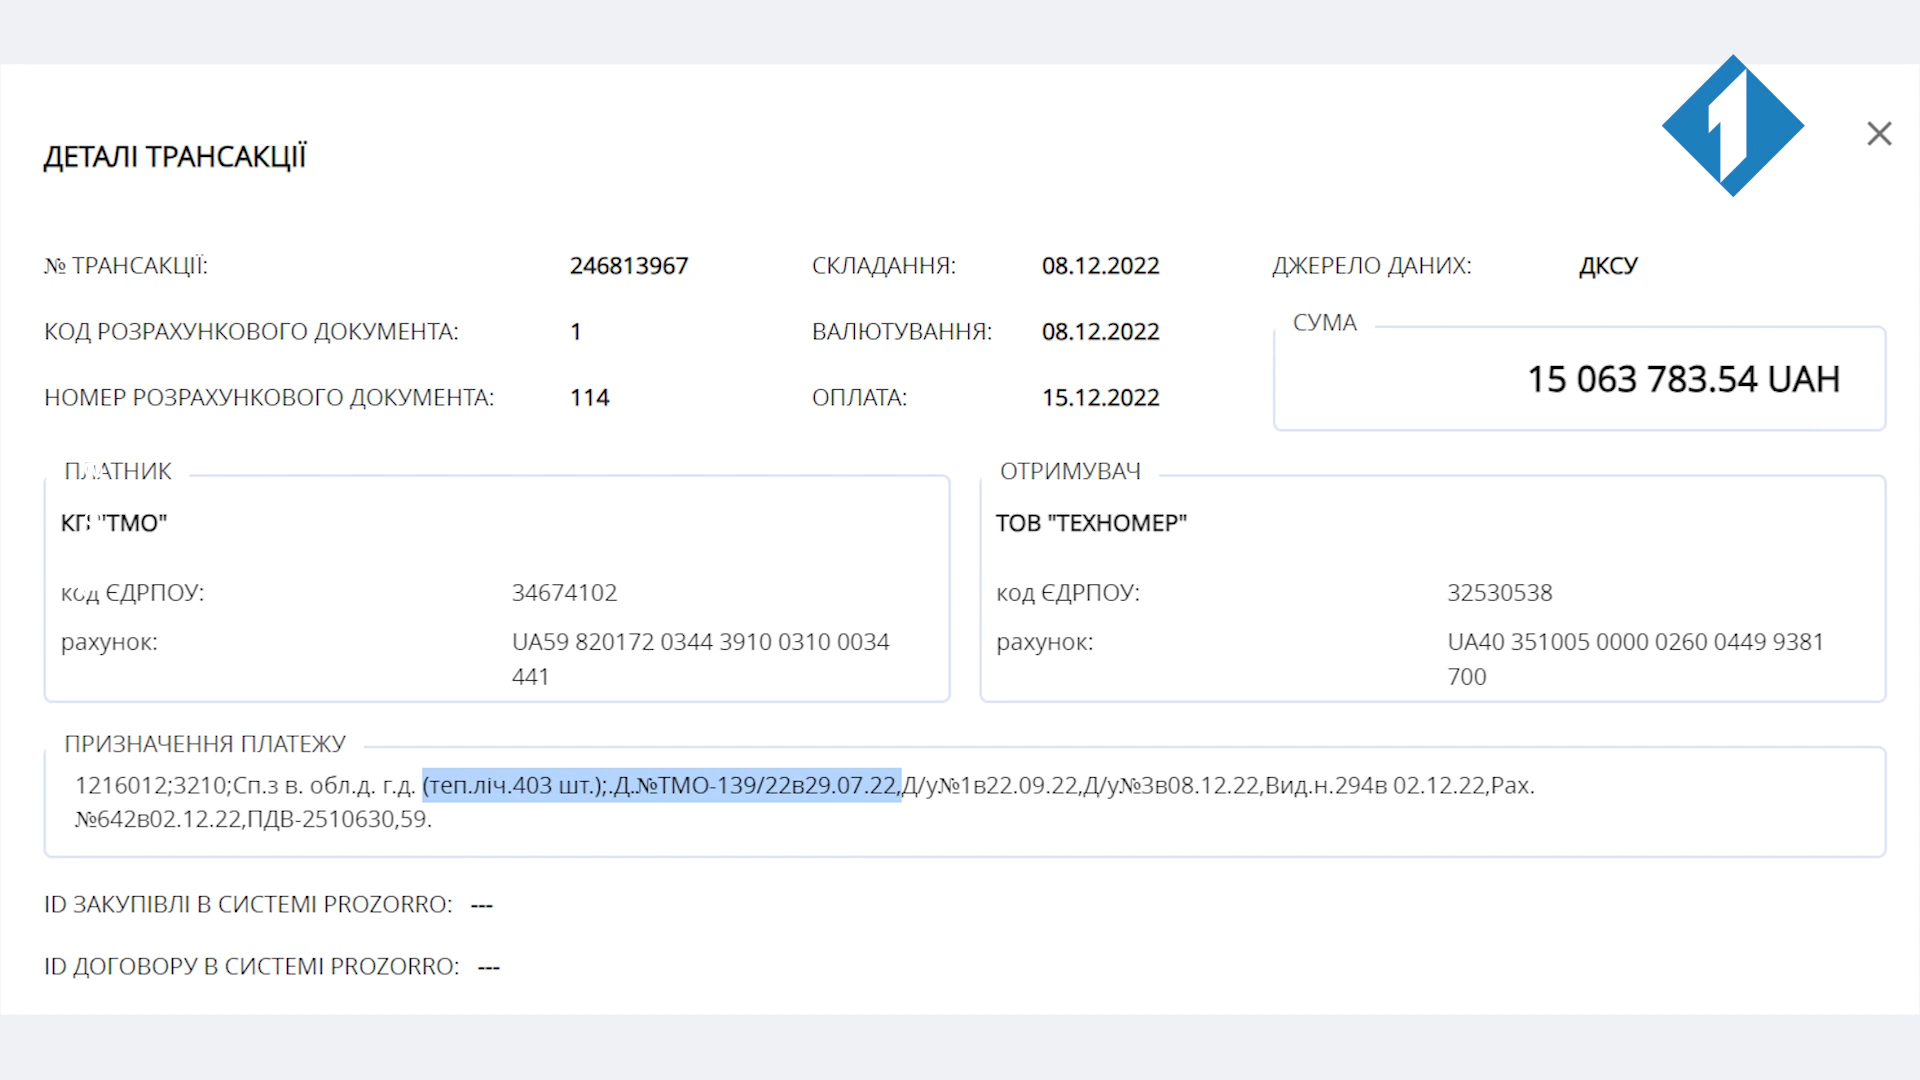 1
ДЕТАЛІ ТРАНСАКЦІЇ
№ ТРАНСАКЦІЇ: 246813967 СКЛАДАННЯ: 08.12.2022 ДЖЕРЕЛО ДАНИХ: ДКСУ
КОД РОЗРАХУНКОВОГО ДОКУМЕНТА: 1 ВАЛЮТУВАННЯ: 08.12.2022
СУМА
15 063 783.54 UAH
НОМЕР РОЗРАХУНКОВОГО ДОКУМЕНТА: 114 ОПЛАТА: 15.12.2022
ПЛАТНИК
КП "ТМО"
код ЄДРПОУ: 34674102
рахунок: UA59 820172 0344 3910 0310 0034
441
ОТРИМУВАЧ
ТОВ "ТЕХНОМЕР"
код ЄДРПОУ: 32530538
рахунок: UA40 351005 0000 0260 0449 9381
700
ПРИЗНАЧЕННЯ ПЛАТЕЖУ
1216012;3210;Сп.з в. обл.д. г.д. (теп.ліч.403 шт.);.Д.№ТМО-139/22в29.07.22,Д/у№1в22.09.22,Д/у№3в08.12.22,Вид.н.294в 02.12.22,Рах.
№642в02.12.22,ПДВ-2510630,59.
ID ЗАКУПІВЛІ В СИСТЕМІ PROZORRO: ---
ID ДОГОВОРУ В СИСТЕМІ PROZORRO: ---